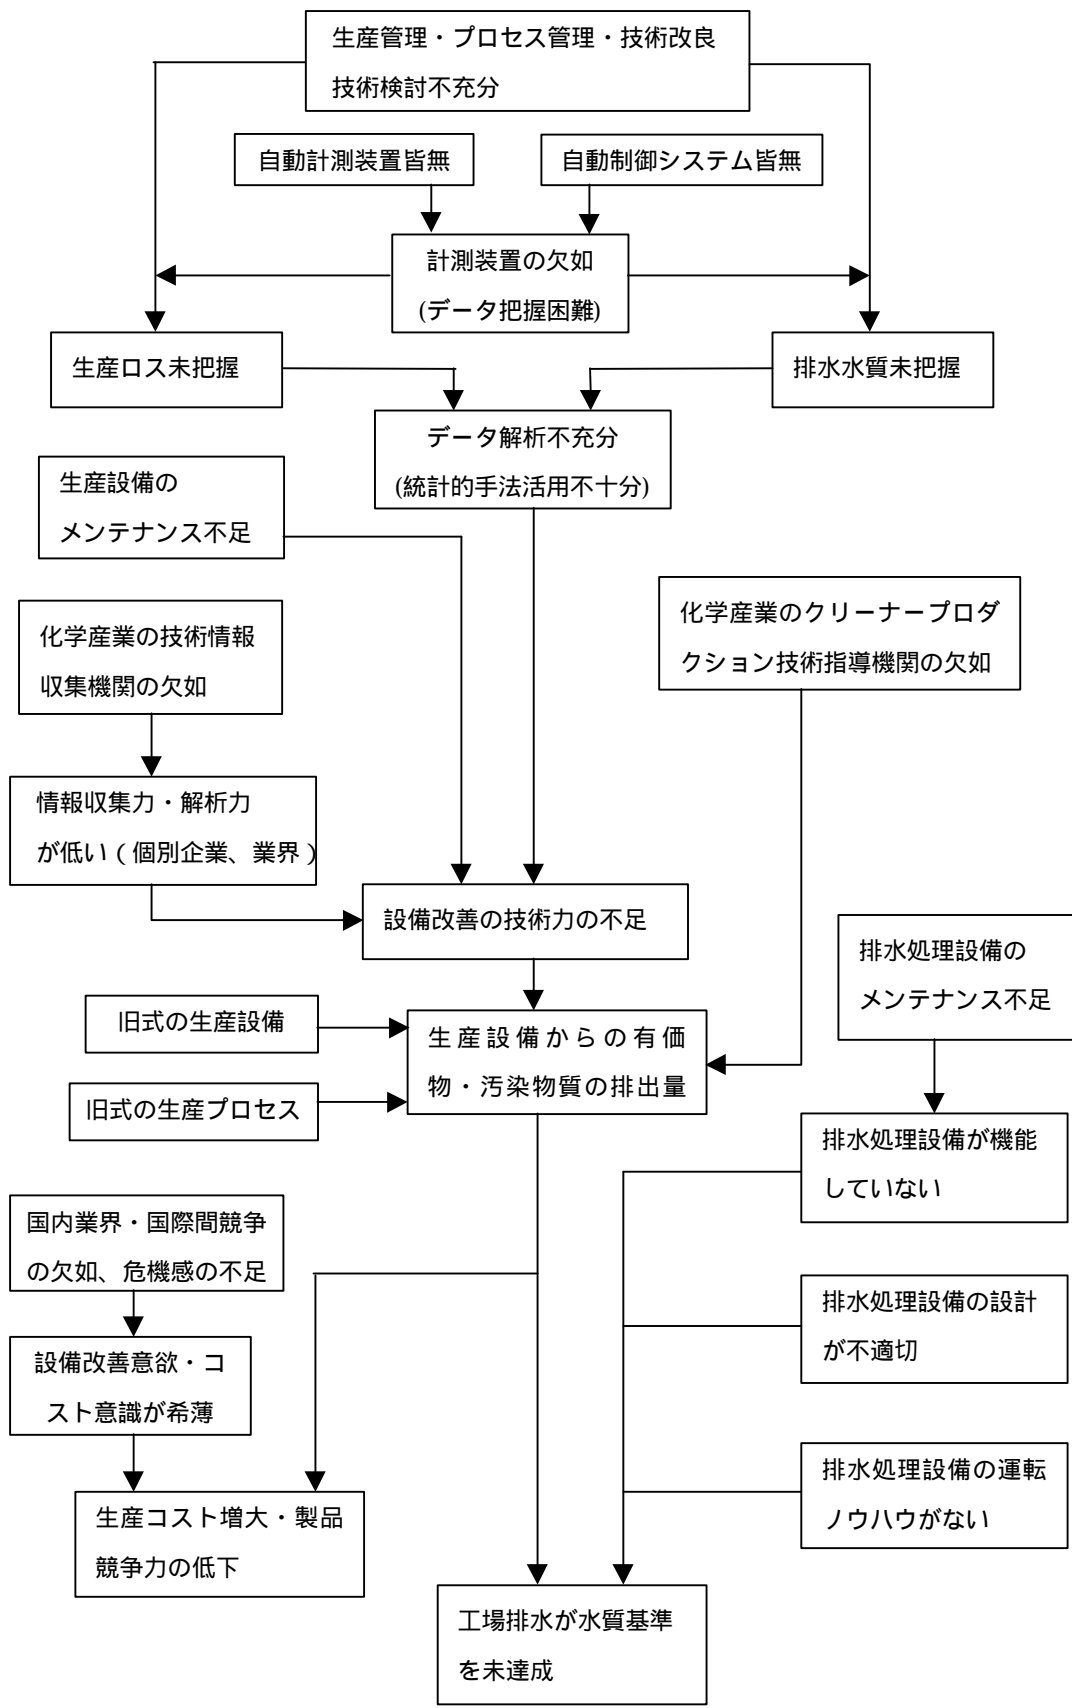 生産管理・プロセス管理・技術改良
技術検討不充分
自動計測装置皆無
自動制御システム皆無
計測装置の欠如
(データ把握困難)
生産ロス未把握
排水水質未把握
データ解析不充分
(統計的手法活用不十分)
生産設備の
メンテナンス不足
化学産業のクリーナープロダ
クション技術指導機関の欠如
化学産業の技術情報
収集機関の欠如
情報収集力・解析力
が低い（個別企業、業界）
設備改善の技術力の不足
排水処理設備の
メンテナンス不足
旧式の生産設備
生産設備からの有価
物・汚染物質の排出量
旧式の生産プロセス
排水処理設備が機能
していない
国内業界・国際間競争
の欠如、危機感の不足
排水処理設備の設計
が不適切
設備改善意欲・コ
スト意識が希薄
排水処理設備の運転
ノウハウがない
生産コスト増大・製品
競争力の低下
工場排水が水質基準
を未達成